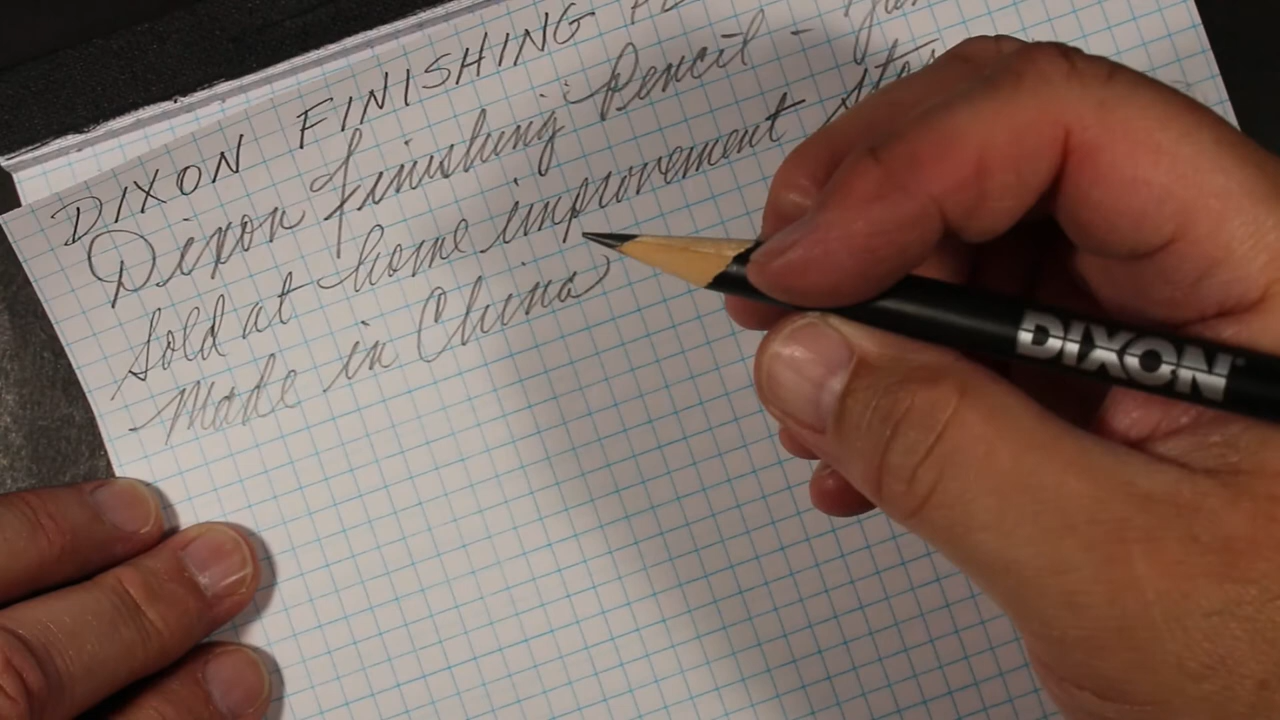 DIXON FINISHING
Dixon Finishing Pencil -
Sold at home improvement
Made in China
DIXON